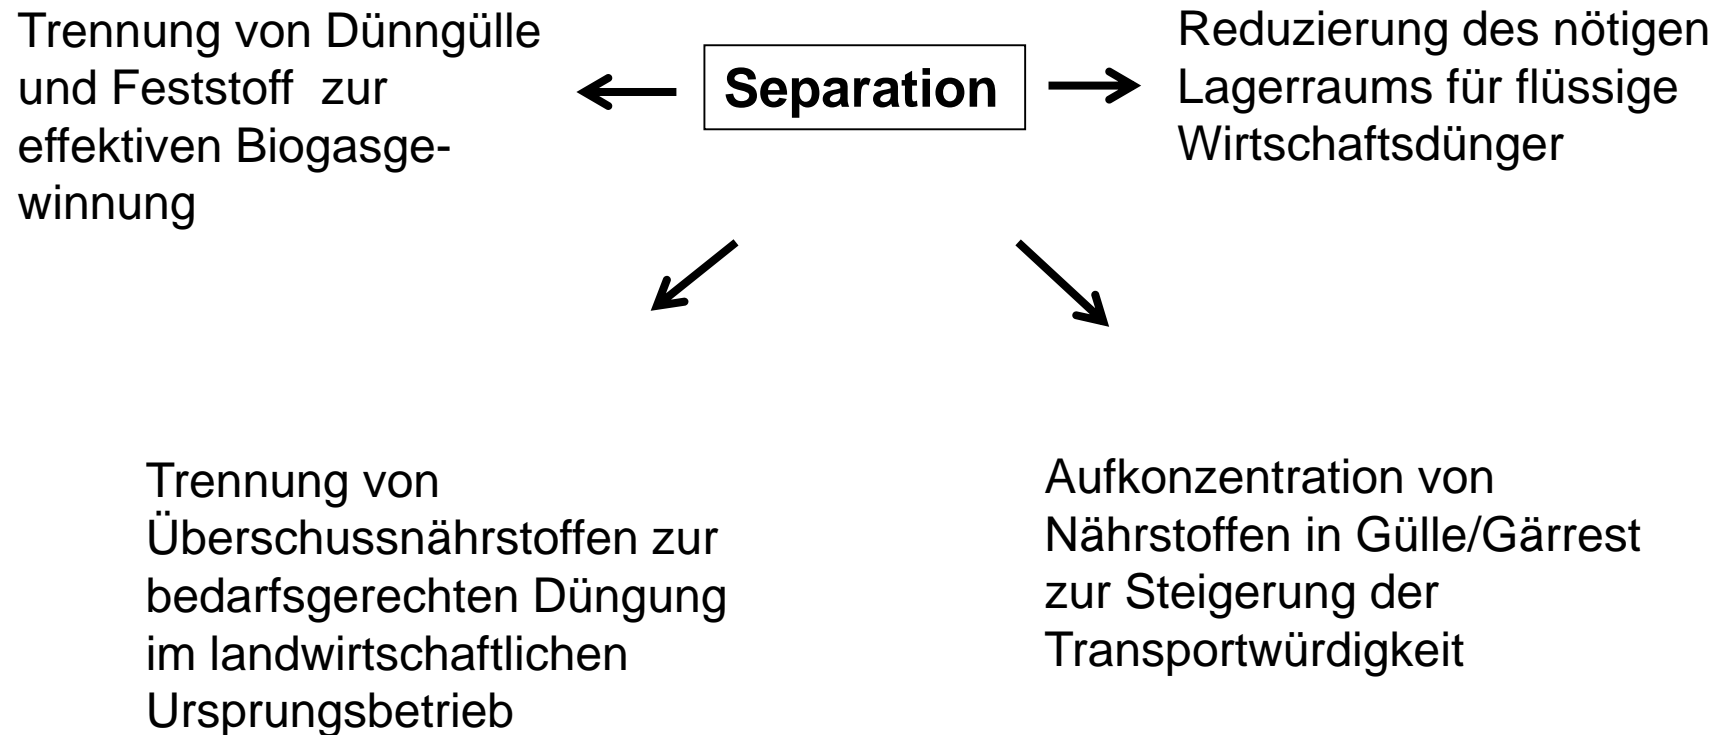 Trennung von Dünngülle
und Feststoff  zur
effektiven Biogasge-
winnung
Separation
Reduzierung des nötigen
Lagerraums für flüssige
Wirtschaftsdünger
Trennung von
Überschussnährstoffen zur
bedarfsgerechten Düngung
im landwirtschaftlichen
Ursprungsbetrieb
Aufkonzentration von
Nährstoffen in Gülle/Gärrest
zur Steigerung der
Transportwürdigkeit